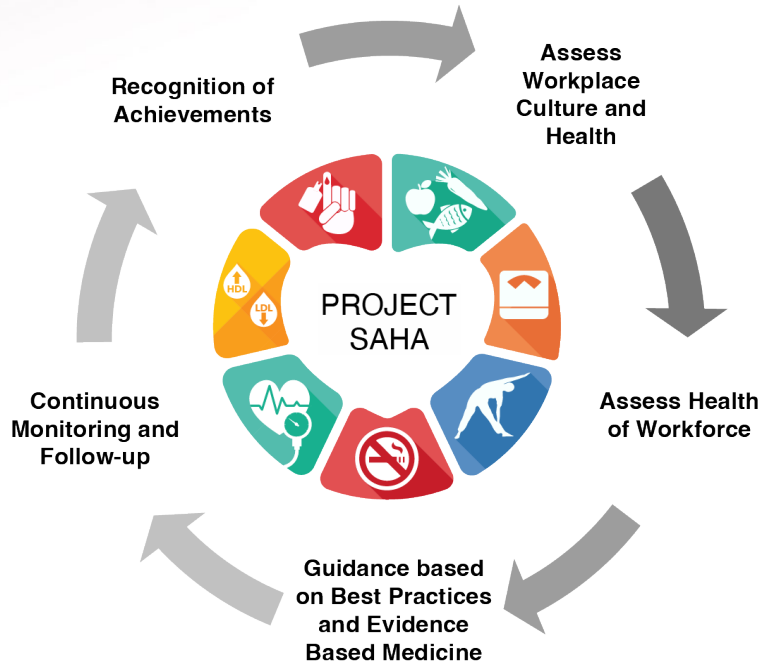 Recognition of
Achievements
Assess
Workplace
Culture and
Health
HDL
LDL
PROJECT
SAHA
Continuous
Monitoring and
Follow-up
Assess Health
of Workforce
Guidance based
on Best Practices
and Evidence
Based Medicine